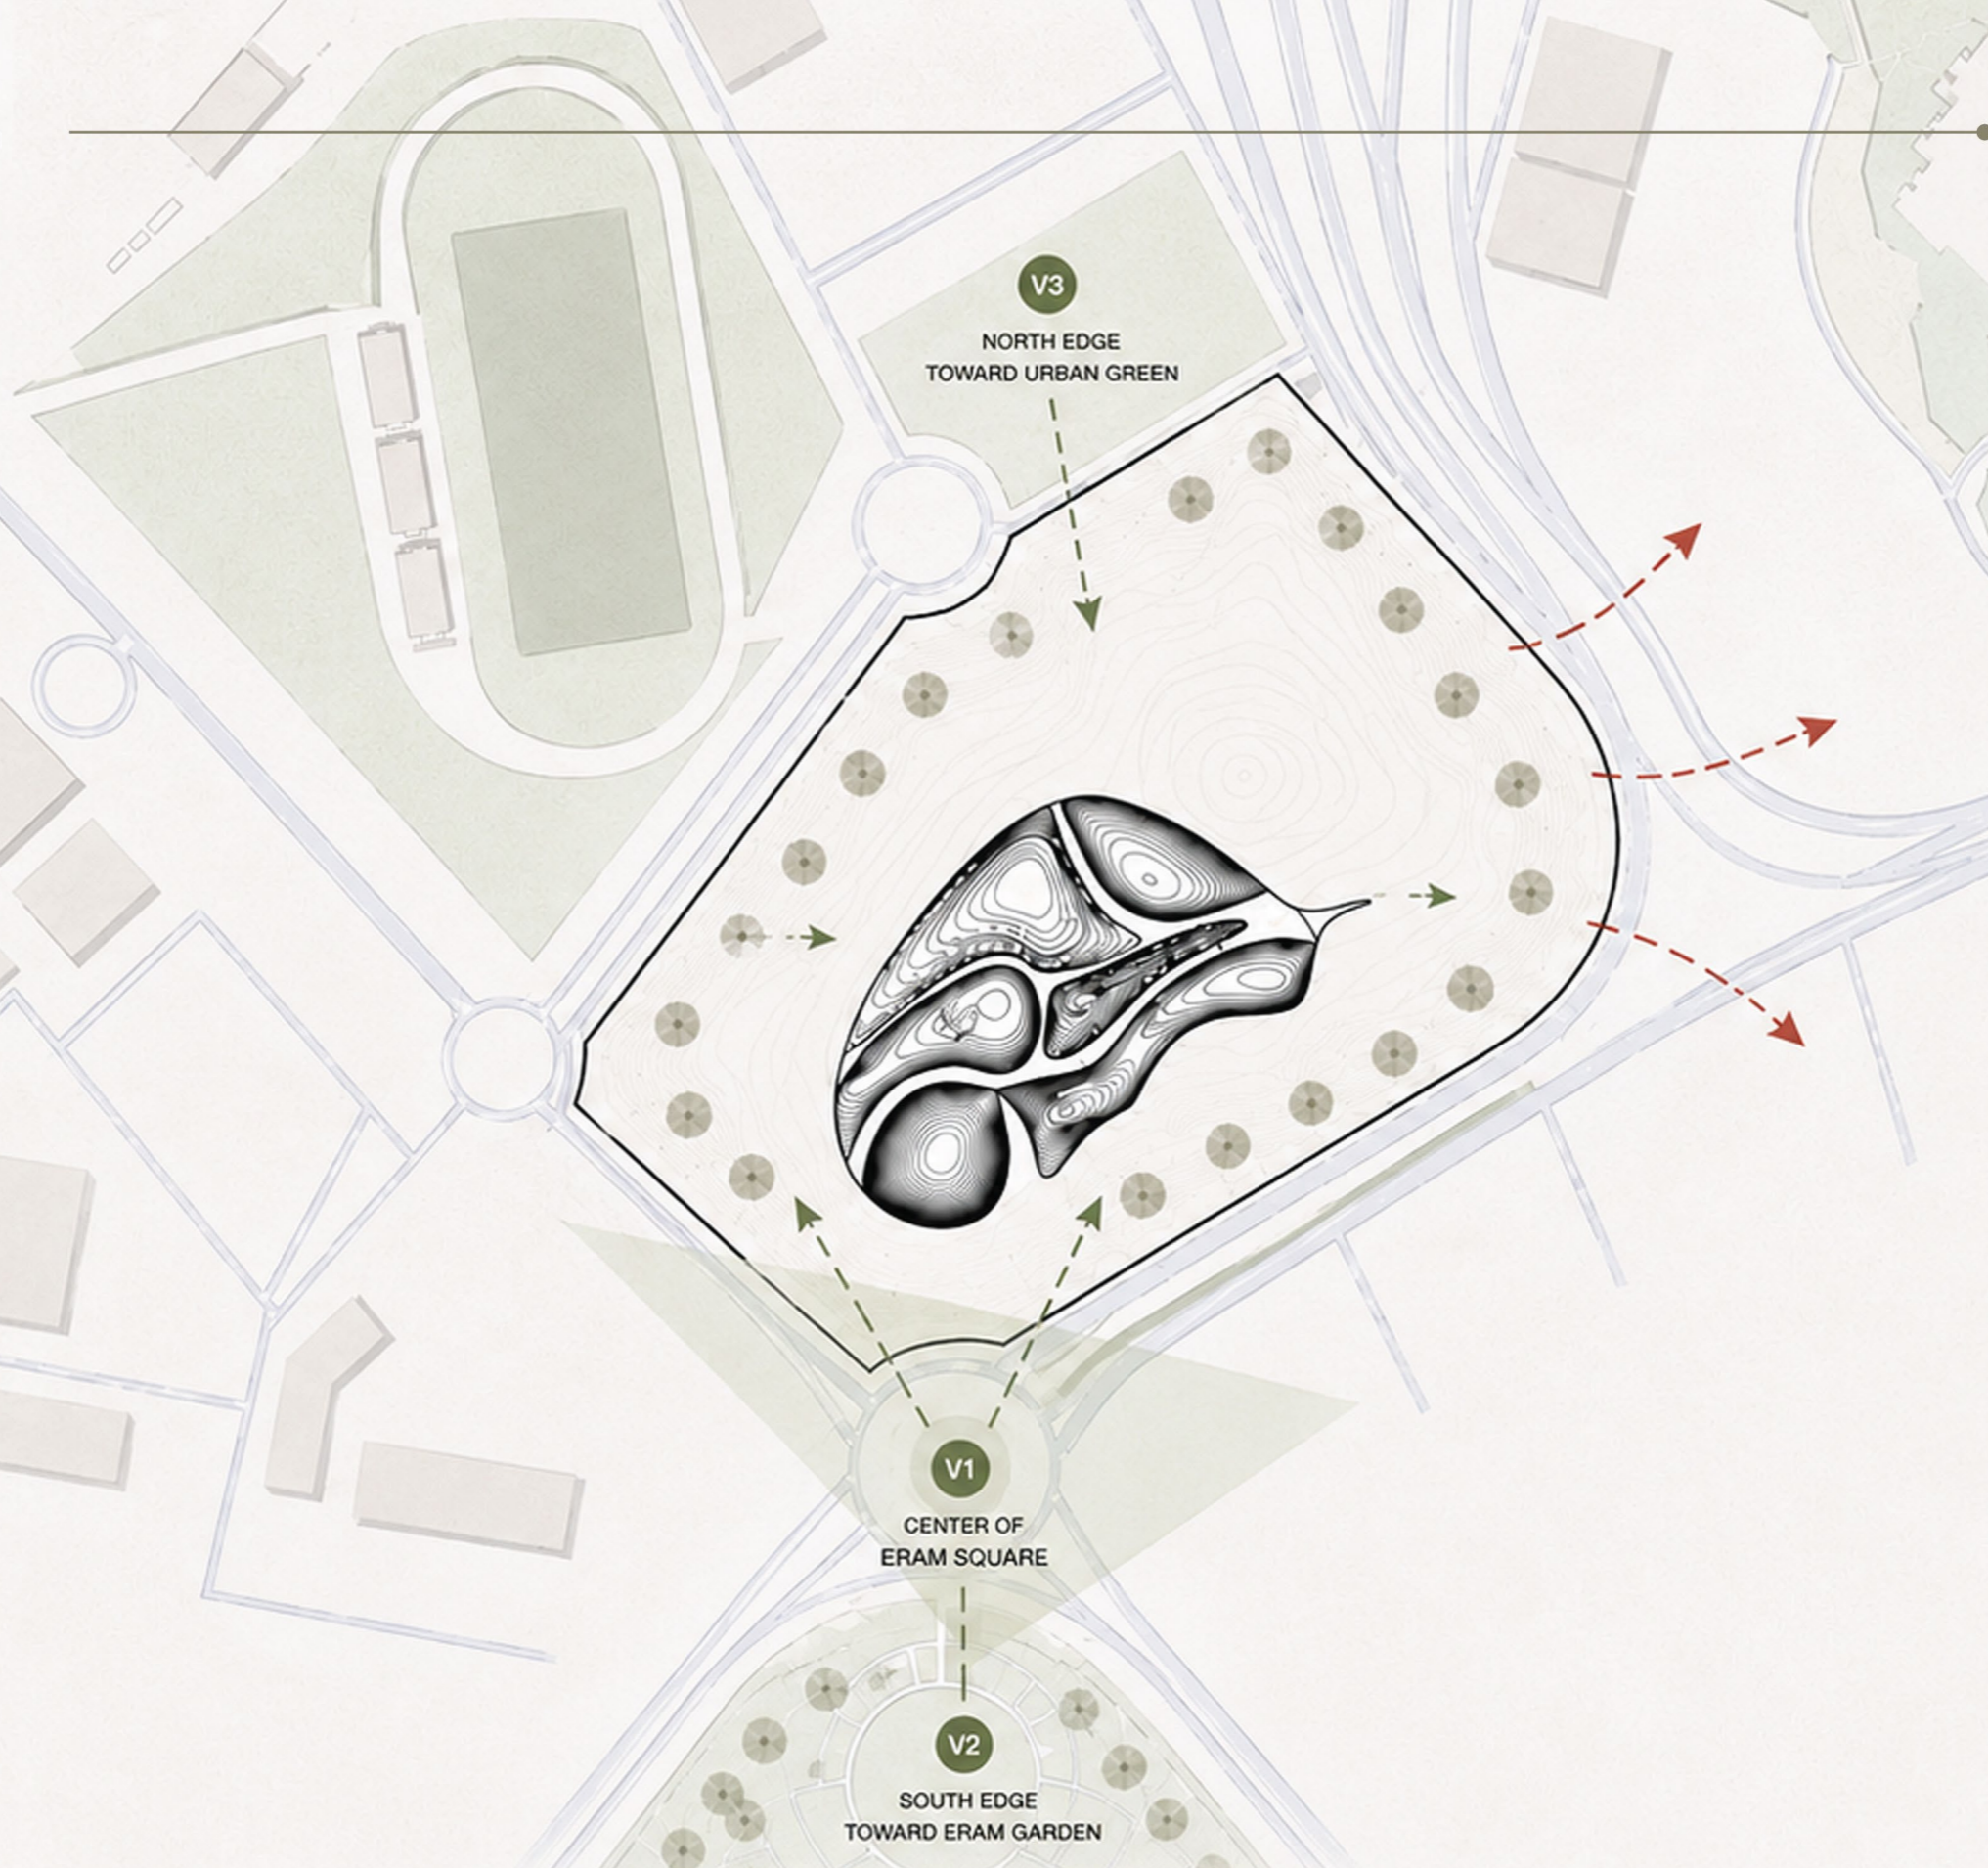 V3
NORTH EDGE
TOWARD URBAN GREEN
V1
CENTER OF
ERAM SQUARE
V2
SOUTH EDGE
TOWARD ERAM GARDEN